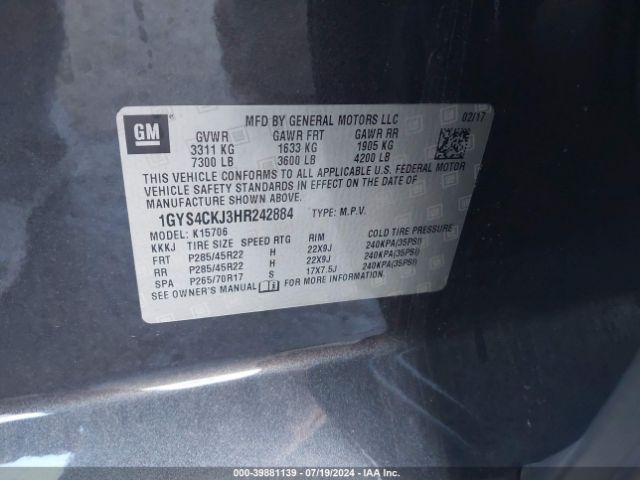 GM
MFD BY GENERAL MOTORS LLC 02/17
GVWR GAWR FRT GAWR RR
3311 KG 1633 KG 1905 KG
7300 LB 3600 LB 4200 LB
THIS VEHICLE CONFORMS TO ALL APPLICABLE U.S. FEDERAL MOTOR
VEHICLE SAFETY STANDARDS IN EFFECT ON THE DATE OF
MANUFACTURE SHOWN ABOVE.
1GYS4CKJ3HR242884 TYPE: M.P.V.
MODEL: K15706
KKKJ TIRE SIZE SPEED RTG RIM COLD TIRE PRESSURE
FRT P285/45R22 H 22X9J 240KPA(35PSI)
RR P285/45R22 H 22X9J 240KPA(35PSI)
SPA P265/70R17 S 17X7.5J 240KPA(35PSI)
SEE OWNER'S MANUAL FOR MORE INFORMATION.
000-39881139 - 07/19/2024 - IAA Inc.